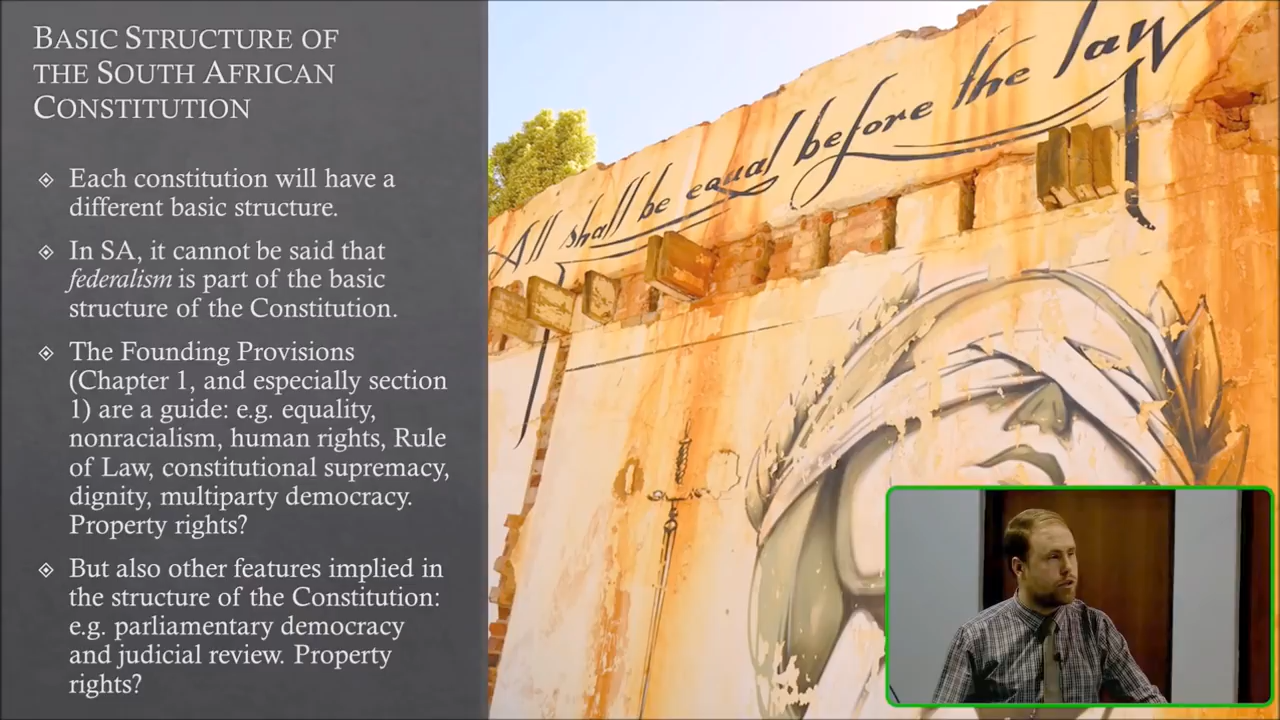 BASIC STRUCTURE OF
THE SOUTH AFRICAN
CONSTITUTION
Each constitution will have a
different basic structure.
In SA, it cannot be said that
federalism is part of the basic
structure of the Constitution.
The Founding Provisions
(Chapter 1, and especially section
1) are a guide: e.g. equality,
nonracialism, human rights, Rule
of Law, constitutional supremacy,
dignity, multiparty democracy.
Property rights?
But also other features implied in
the structure of the Constitution:
e.g. parliamentary democracy
and judicial review. Property
rights?
All shall be equal before the law